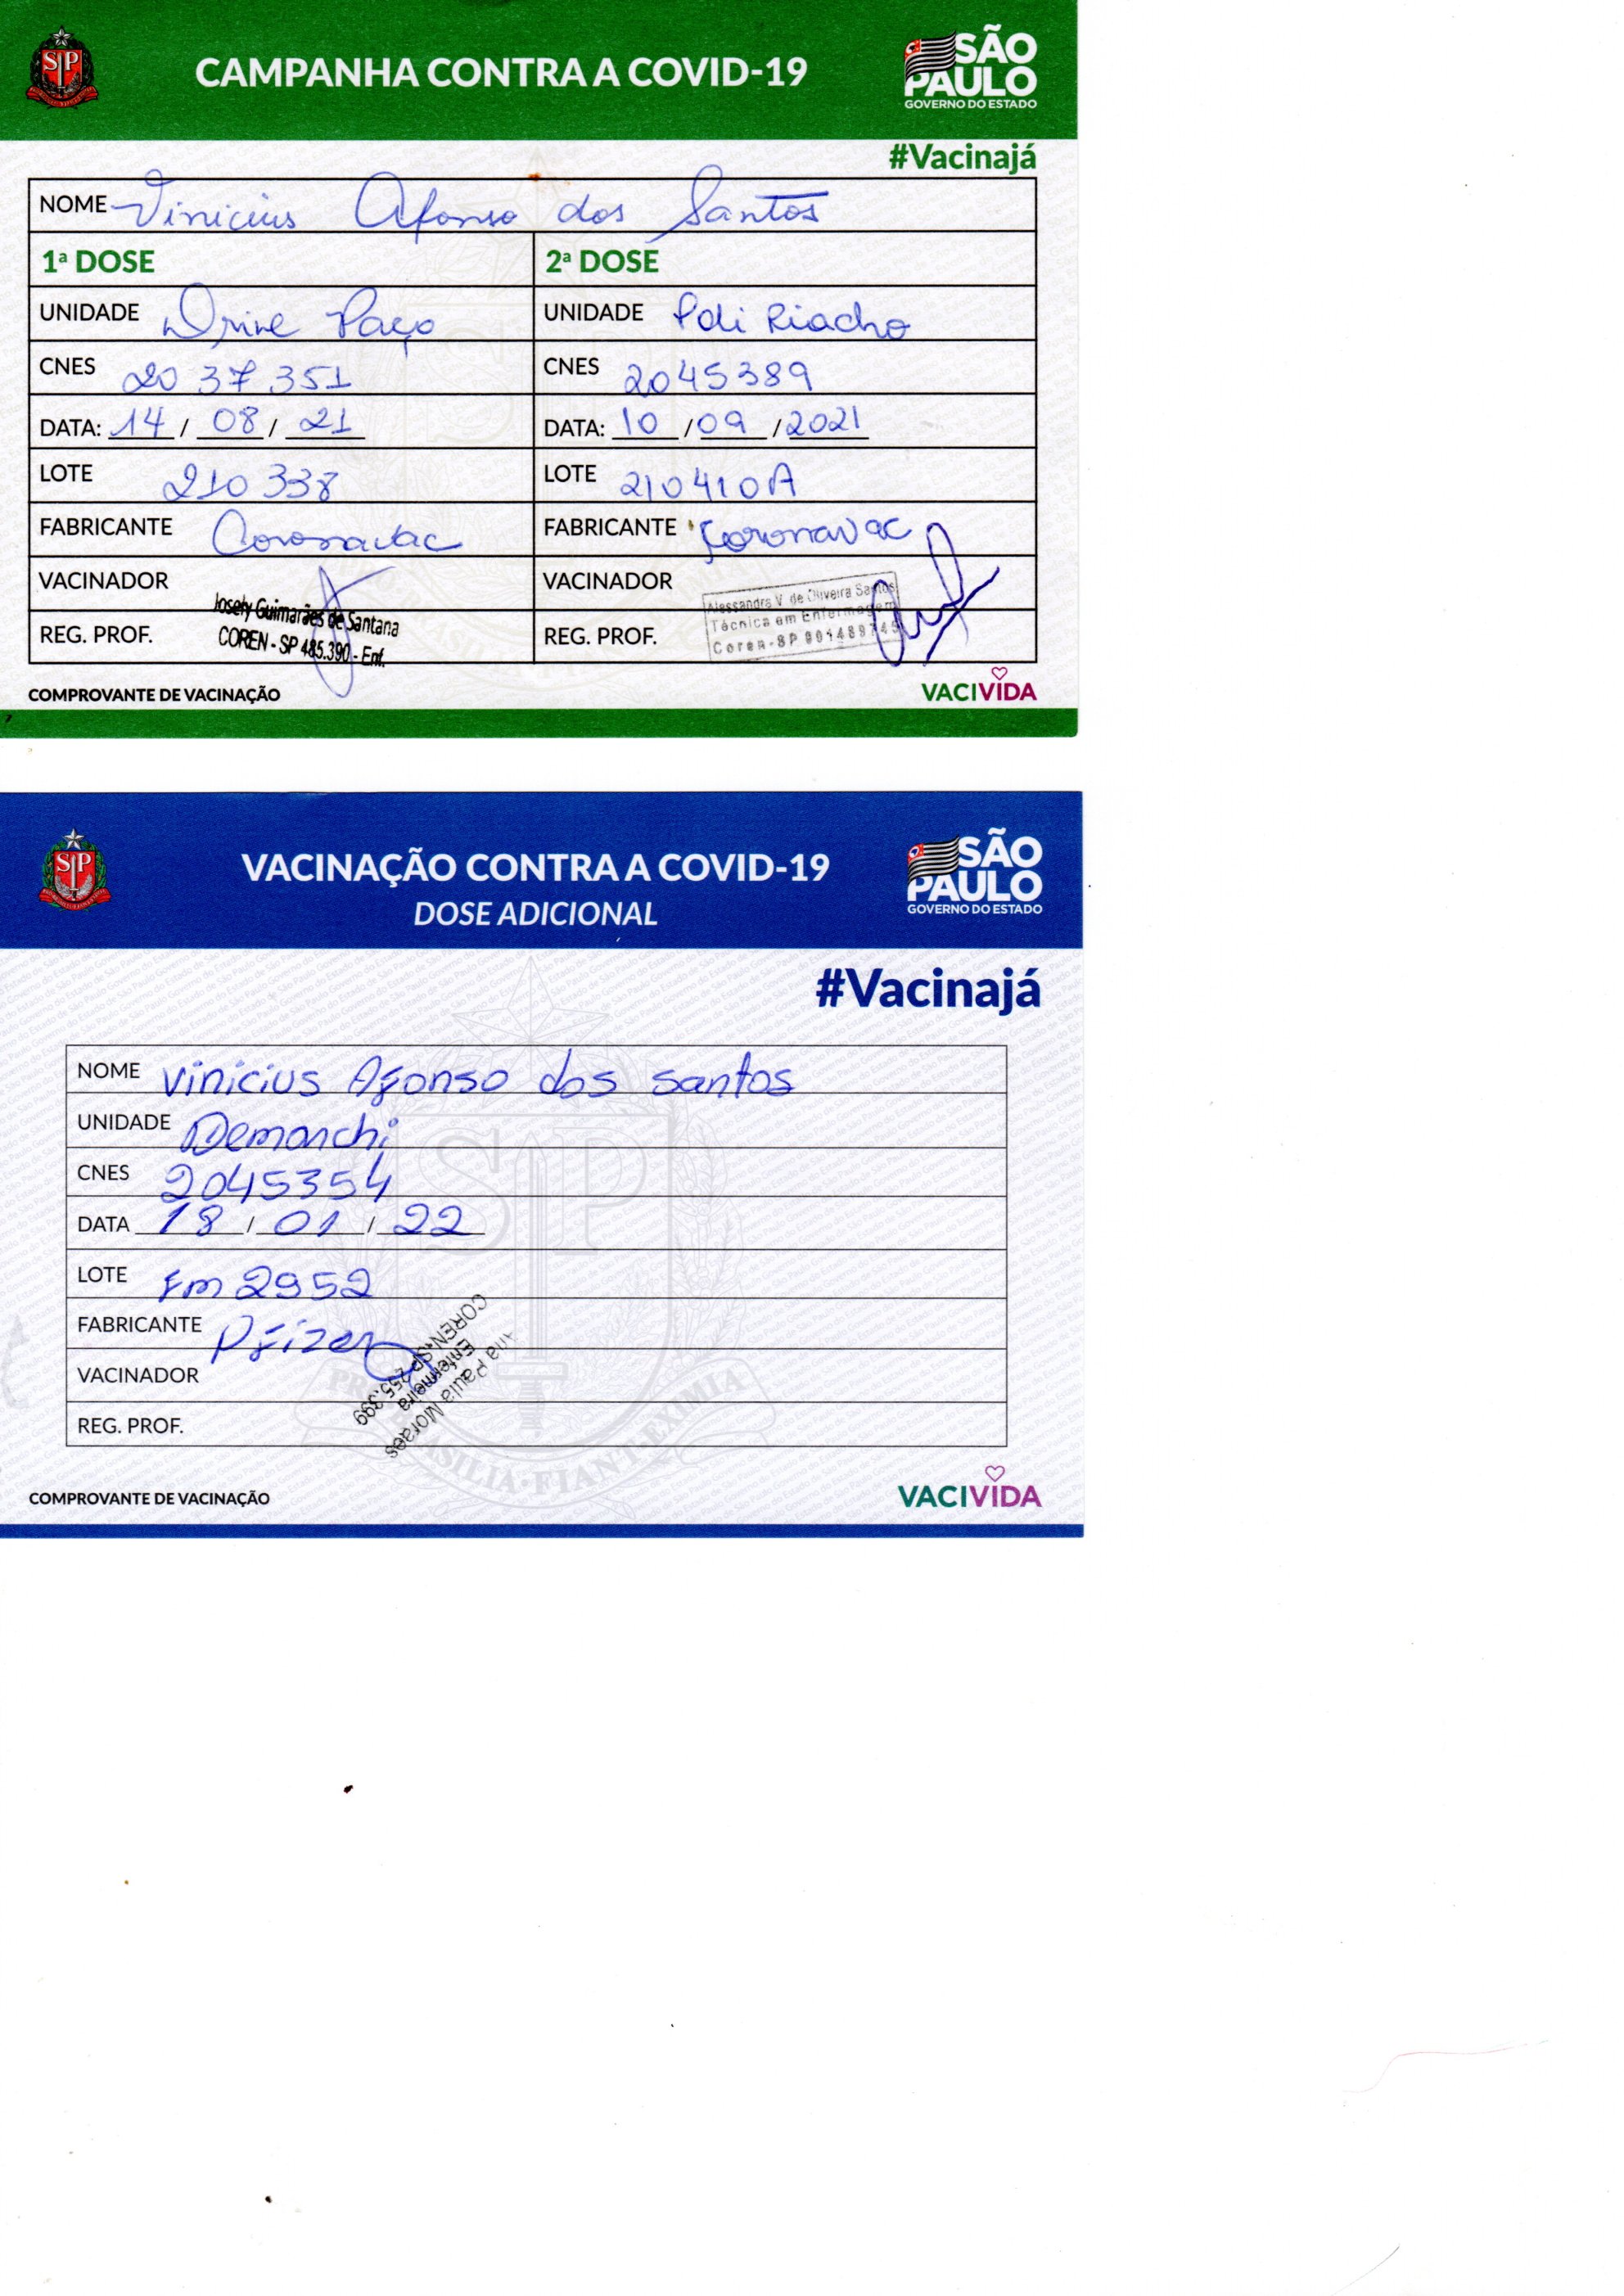 SÃO
PAULO
GOVERNO DO ESTADO
CAMPANHA CONTRA A COVID-19
#Vacinajá
NOME Vinicius Afonso dos Santos
1ª DOSE 2ª DOSE
UNIDADE Drive Paço UNIDADE Poli Riacho
CNES 2037351 CNES 2045389
DATA: 14 / 08 / 21 DATA: 10 / 09 / 2021
LOTE 210338 LOTE 210410A
FABRICANTE Coronavac FABRICANTE Coronavac
VACINADOR VACINADOR
Josely Guimarães de Santana Alessandra V. de Oliveira Santos
Técnica em Enfermagem
REG. PROF. COREN - SP 485.390 - Enf. REG. PROF. Coren-SP 901489745
COMPROVANTE DE VACINAÇÃO VACIVIDA
SP
VACINAÇÃO CONTRA A COVID-19
DOSE ADICIONAL
SÃO
PAULO
GOVERNO DO ESTADO
#Vacinajá
NOME Vinicius Afonso dos Santos
UNIDADE Demarchi
CNES 2045354
DATA 18 / 01 / 22
LOTE FM 2952
FABRICANTE Pfizer
VACINADOR
REG. PROF.
Ana Paula Moraes
Enfermeira
COREN-SP 255.399
COMPROVANTE DE VACINAÇÃO VACIVIDA